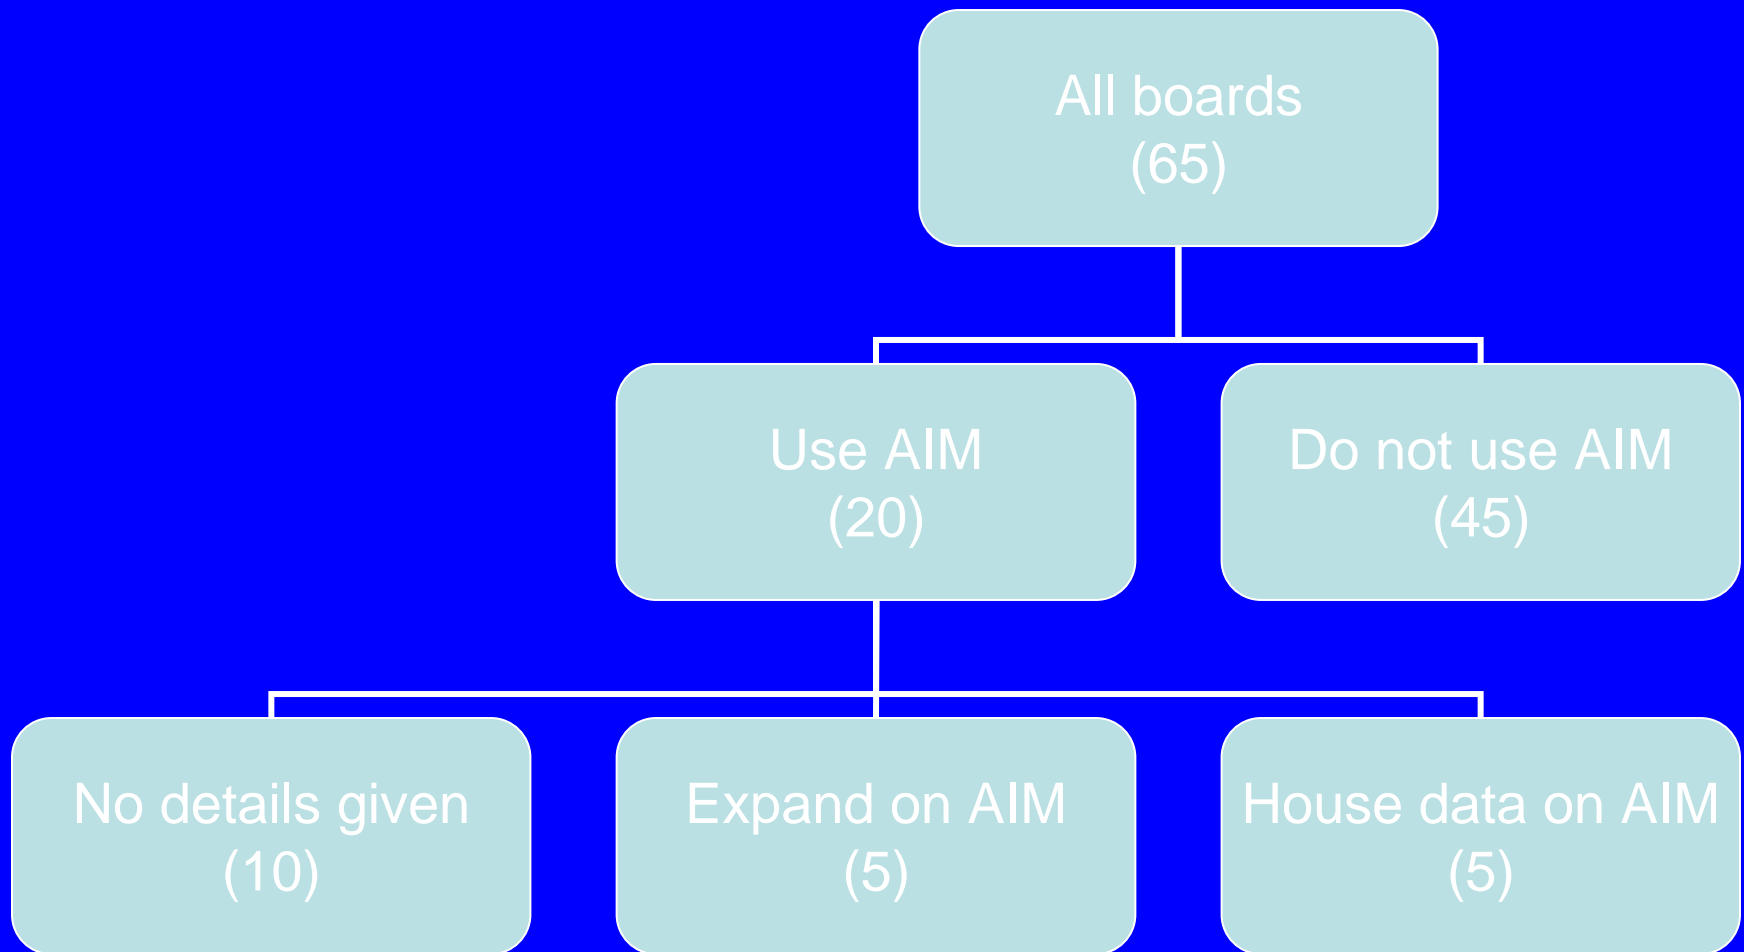 All boards
(65)
Use AIM
(20)
Do not use AIM
(45)
No details given
(10)
Expand on AIM
(5)
House data on AIM
(5)